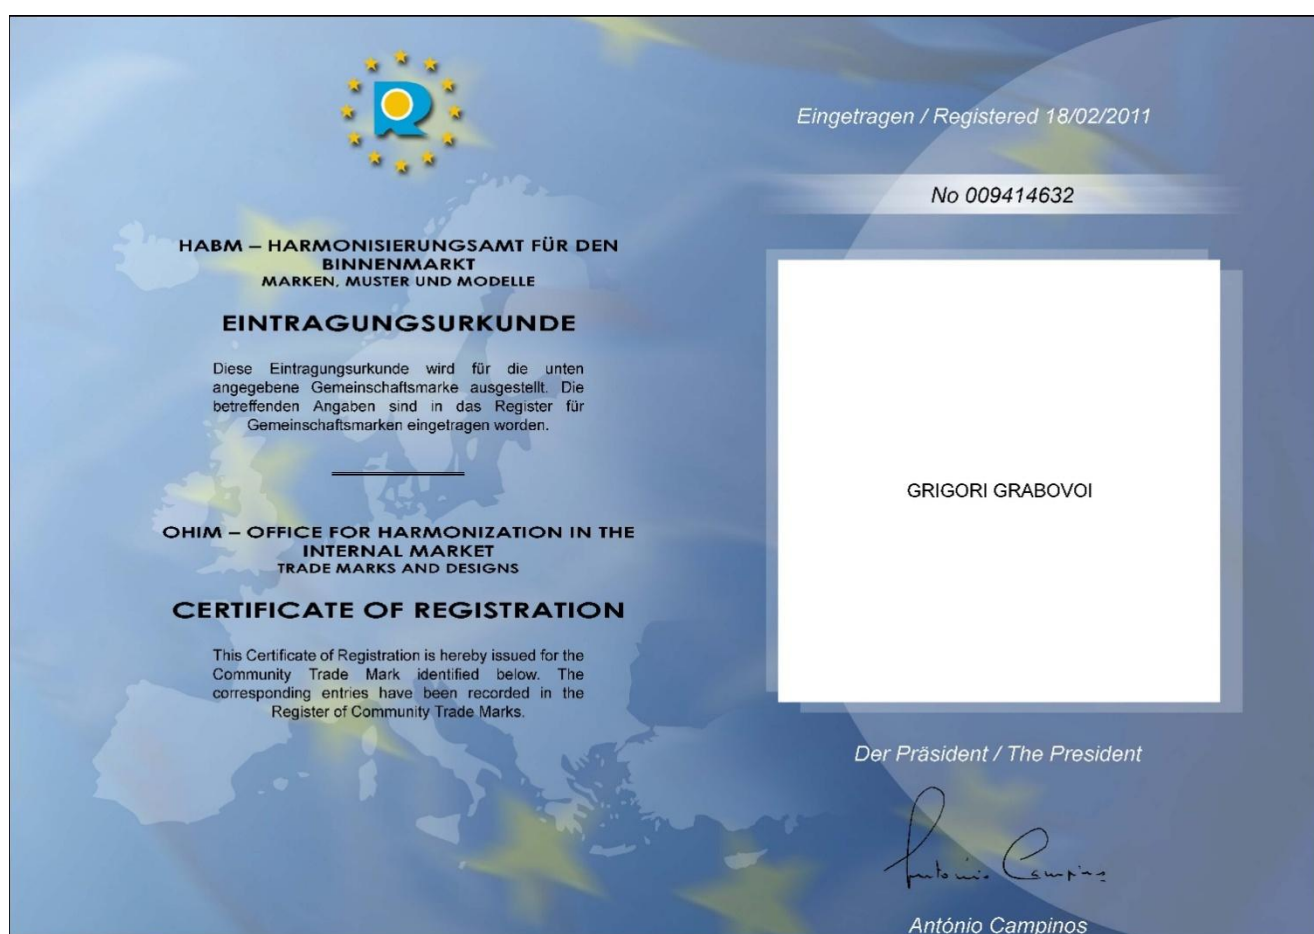 HABM – HARMONISIERUNGSAMT FÜR DEN
BINNENMARKT
MARKEN, MUSTER UND MODELLE
EINTRAGUNGSURKUNDE
Diese Eintragungsurkunde wird für die unten
angegebene Gemeinschaftsmarke ausgestellt. Die
betreffenden Angaben sind in das Register für
Gemeinschaftsmarken eingetragen worden.
OHIM – OFFICE FOR HARMONIZATION IN THE
INTERNAL MARKET
TRADE MARKS AND DESIGNS
CERTIFICATE OF REGISTRATION
This Certificate of Registration is hereby issued for the
Community Trade Mark identified below. The
corresponding entries have been recorded in the
Register of Community Trade Marks.
Eingetragen / Registered 18/02/2011
No 009414632
GRIGORI GRABOVOI
Der Präsident / The President
António Campinos
António Campinos